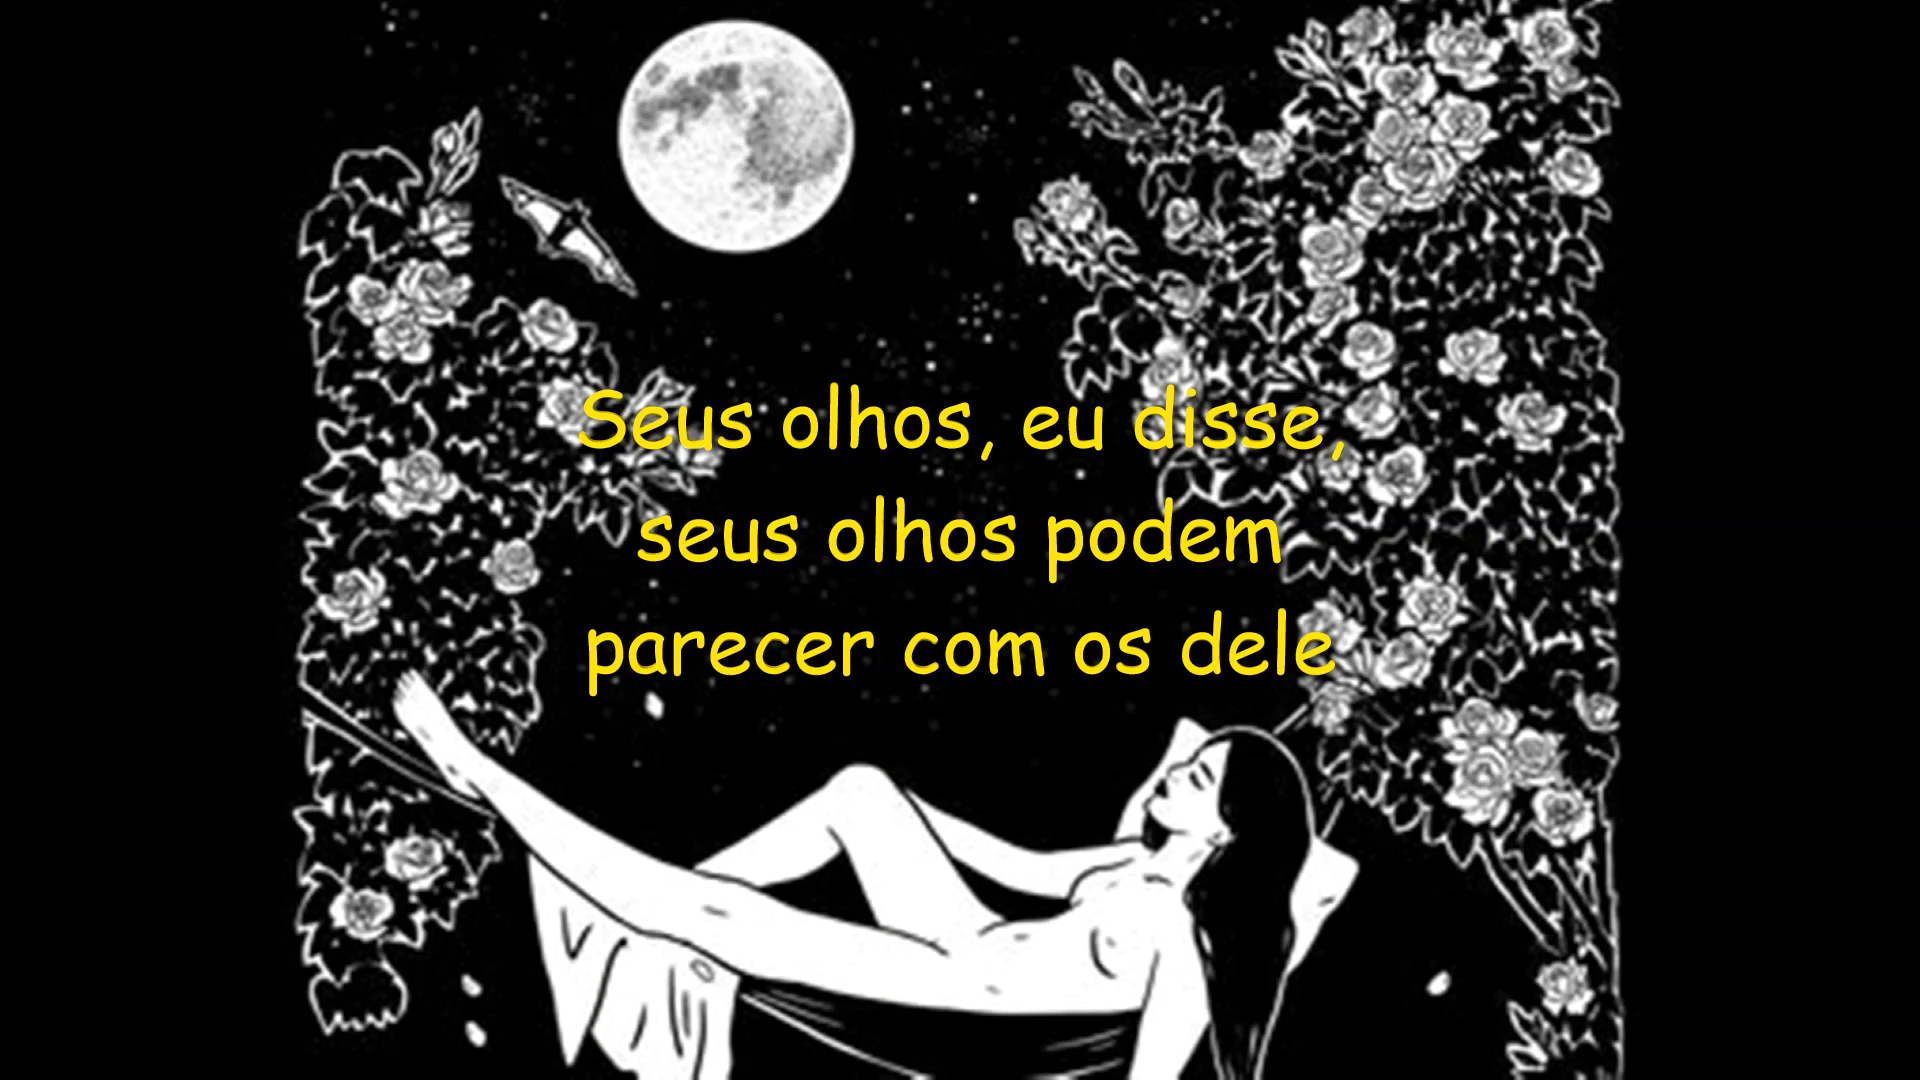 Seus olhos, eu disse,
seus olhos podem
parecer com os dele